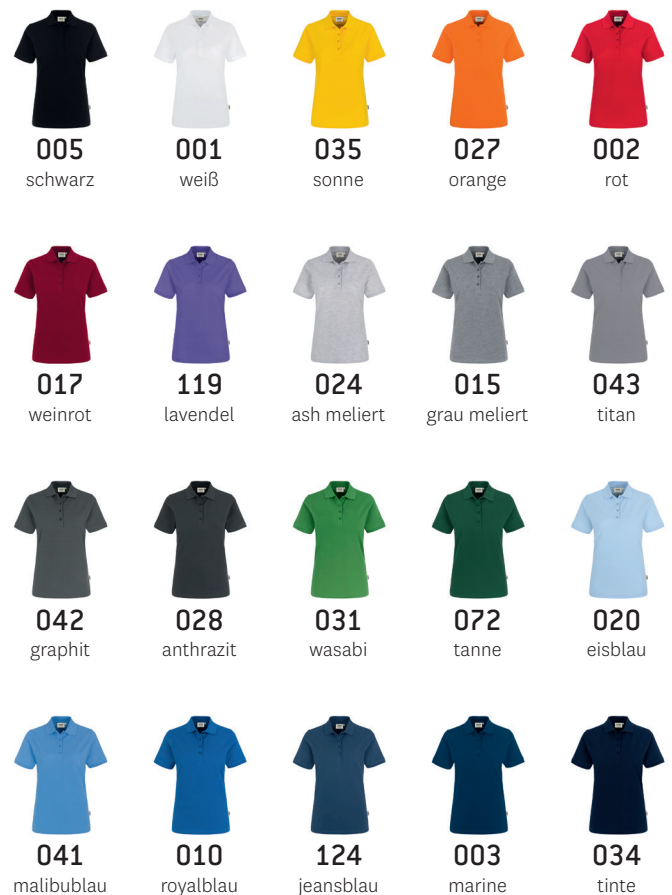 005 001 035 027 002
schwarz weiß sonne orange rot
017 119 024 015 043
weinrot lavendel ash meliert grau meliert titan
042 028 031 072 020
graphit anthrazit wasabi tanne eisblau
041 010 124 003 034
malibublau royalblau jeansblau marine tinte